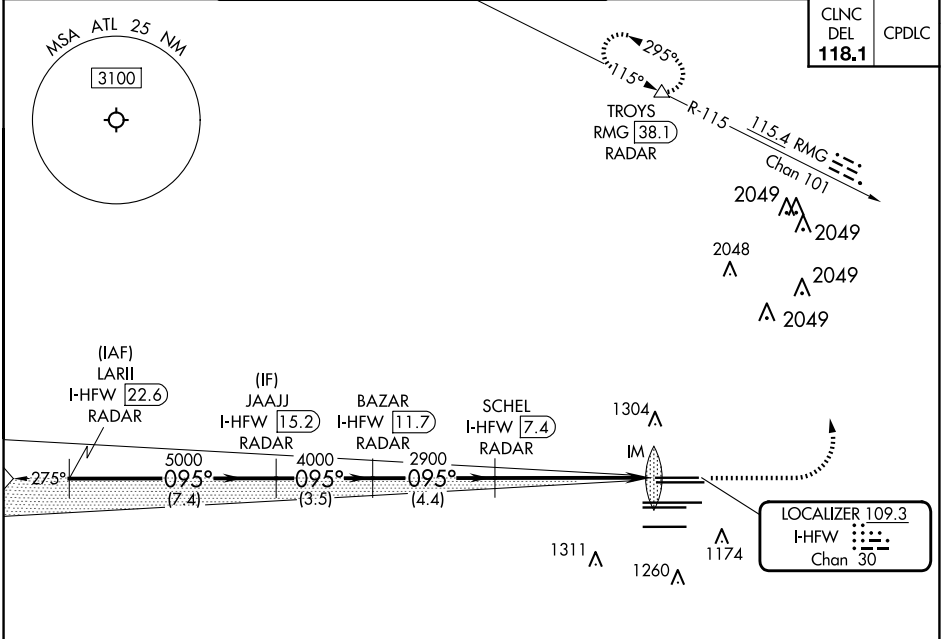 CLNC
DEL
118.1
CPDLC
MSA ATL 25 NM
3100
295°
115°
TROYS
RMG 38.1
RADAR
R-115
115.4 RMG
Chan 101
2049
2049
2048
2049
2049
(IAF)
LARII
I-HFW 22.6
RADAR
(IF)
JAAJJ
I-HFW 15.2
RADAR
BAZAR
I-HFW 11.7
RADAR
SCHEL
I-HFW 7.4
RADAR
1304
IM
275°
5000
095°
(7.4)
4000
095°
(3.5)
2900
095°
(4.4)
LOCALIZER 109.3
I-HFW
Chan 30
1311
1260
1174